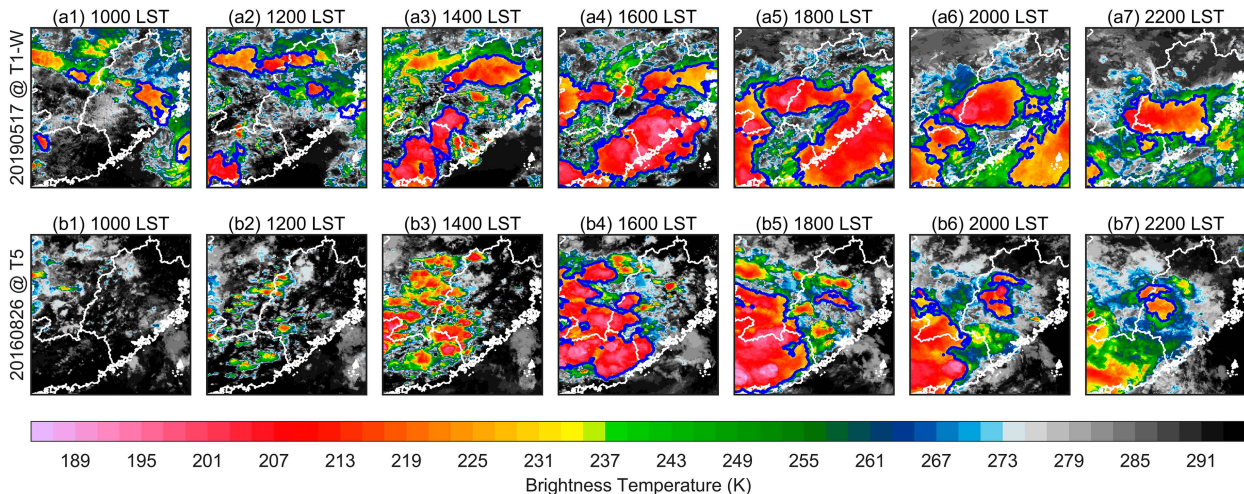 (a1) 1000 LST (a2) 1200 LST (a3) 1400 LST (a4) 1600 LST (a5) 1800 LST (a6) 2000 LST (a7) 2200 LST
20190517 @ T1-W
(b1) 1000 LST (b2) 1200 LST (b3) 1400 LST (b4) 1600 LST (b5) 1800 LST (b6) 2000 LST (b7) 2200 LST
20160826 @ T5
189 195 201 207 213 219 225 231 237 243 249 255 261 267 273 279 285 291
Brightness Temperature (K)